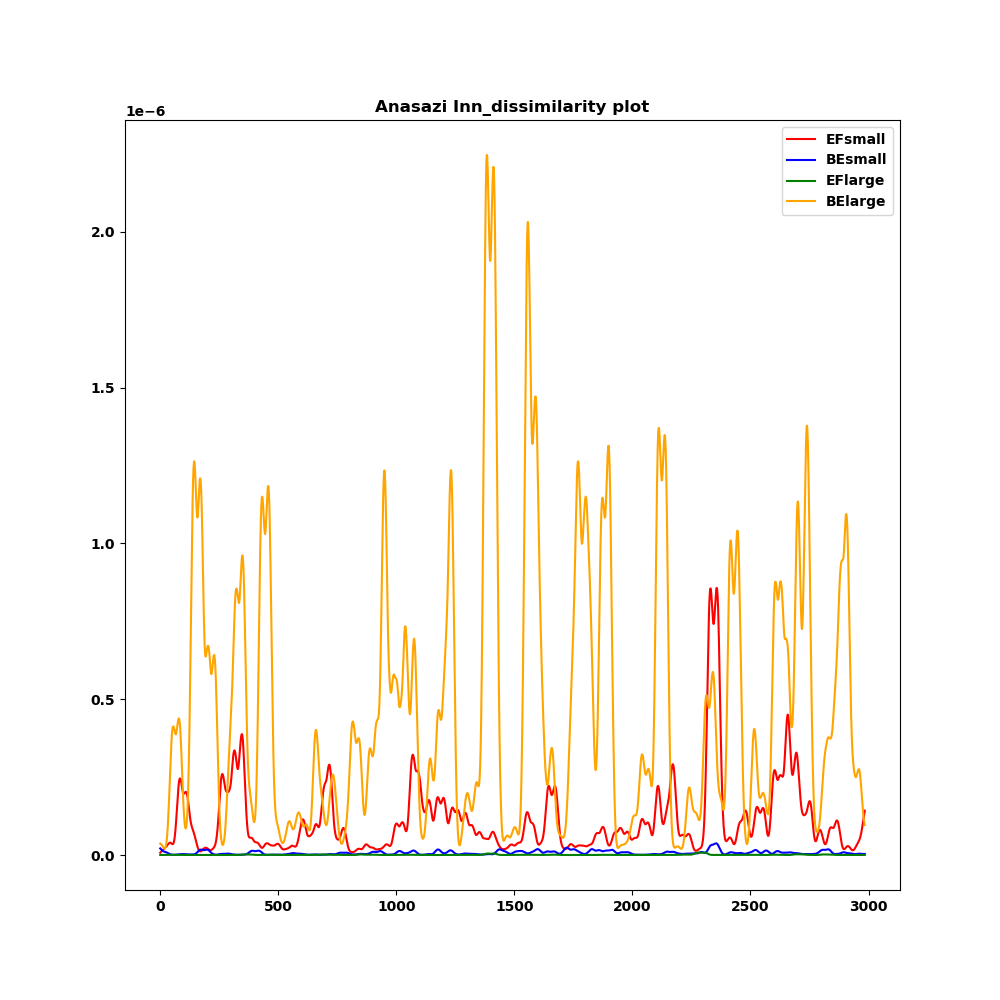 Anasazi Inn_dissimilarity plot
1e−6
EFsmall
BEsmall
EFlarge
BElarge
2.0
1.5
1.0
0.5
0.0
0 500 1000 1500 2000 2500 3000